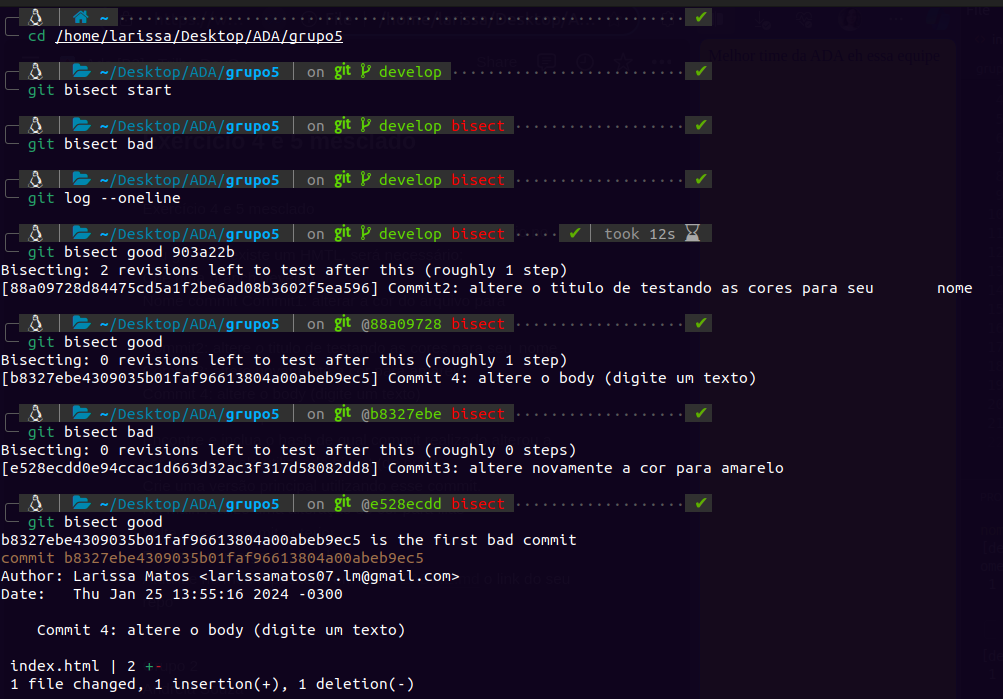 ~
cd /home/larissa/Desktop/ADA/grupo5
~/Desktop/ADA/grupo5 on git develop
git bisect start
~/Desktop/ADA/grupo5 on git develop bisect
git bisect bad
~/Desktop/ADA/grupo5 on git develop bisect
git log --oneline
~/Desktop/ADA/grupo5 on git develop bisect ✔ took 12s
git bisect good 903a22b
Bisecting: 2 revisions left to test after this (roughly 1 step)
[88a09728d84475cd5a1f2be6ad08b3602f5ea596] Commit2: altere o titulo de testando as cores para seu nome
~/Desktop/ADA/grupo5 on git @88a09728 bisect
git bisect good
Bisecting: 0 revisions left to test after this (roughly 1 step)
[b8327ebe4309035b01faf96613804a00abeb9ec5] Commit 4: altere o body (digite um texto)
~/Desktop/ADA/grupo5 on git @b8327ebe bisect
git bisect bad
Bisecting: 0 revisions left to test after this (roughly 0 steps)
[e528ecdd0e94ccac1d663d32ac3f317d58082dd8] Commit3: altere novamente a cor para amarelo
~/Desktop/ADA/grupo5 on git @e528ecdd bisect
git bisect good
b8327ebe4309035b01faf96613804a00abeb9ec5 is the first bad commit
commit b8327ebe4309035b01faf96613804a00abeb9ec5
Author: Larissa Matos <larissamatos07.lm@gmail.com>
Date: Thu Jan 25 13:55:16 2024 -0300
Commit 4: altere o body (digite um texto)
index.html | 2 +-
1 file changed, 1 insertion(+), 1 deletion(-)